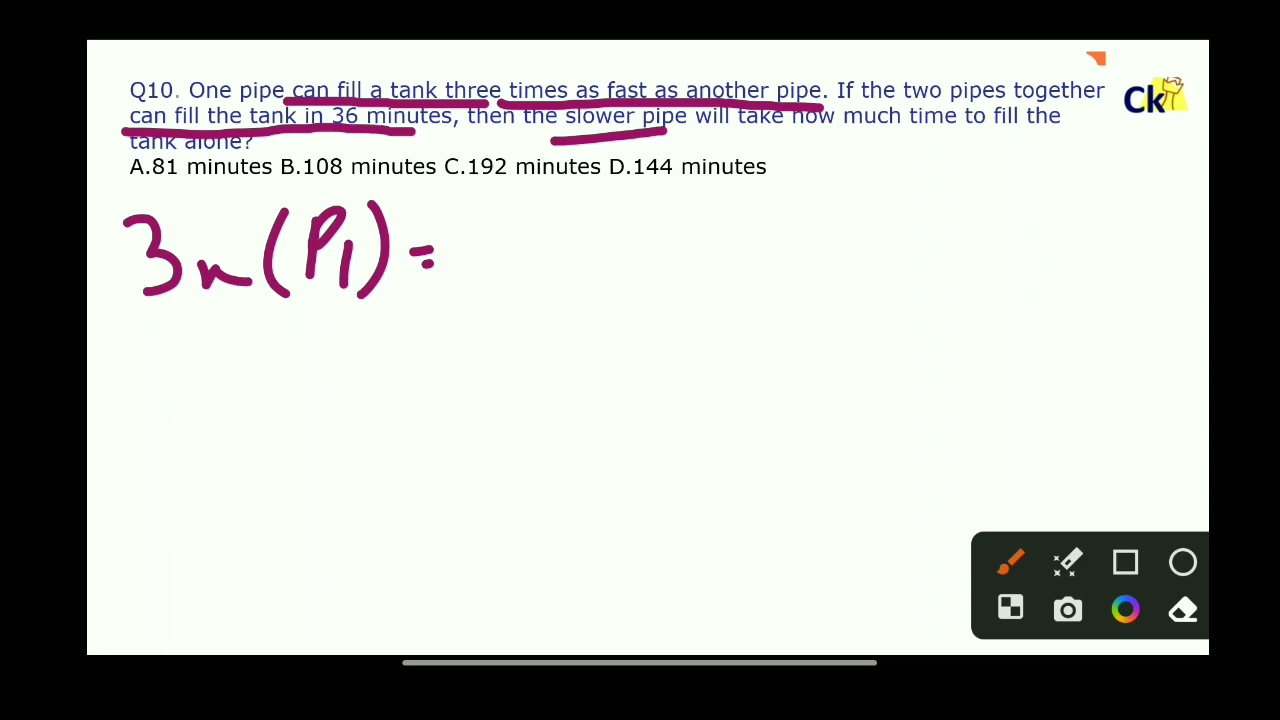 Q10. One pipe can fill a tank three times as fast as another pipe. If the two pipes together
can fill the tank in 36 minutes, then the slower pipe will take how much time to fill the
tank alone?
A.81 minutes B.108 minutes C.192 minutes D.144 minutes
Ck
3x (P1) =